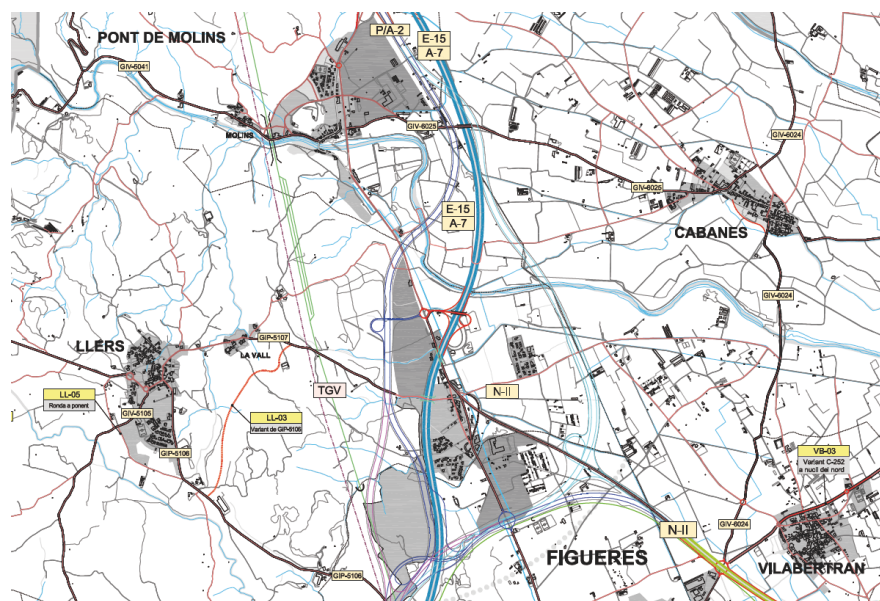 P/A-2
PONT DE MOLINS
E-15
A-7
GIV-5041
MOLINS
GIV-6025
GIV-6024
GIV-6025
E-15
A-7
CABANES
GIV-6024
LLERS
GIP-5107
LA VALL
TGV
N-II
LL-05
Ronda a ponent
LL-03
Variant de GIP-5106
GIV-5105
GIP-5106
VB-03
Variant C-252
a nucli del nord
N-II
GIV-6024
FIGUERES
VILABERTRAN
GIP-5106